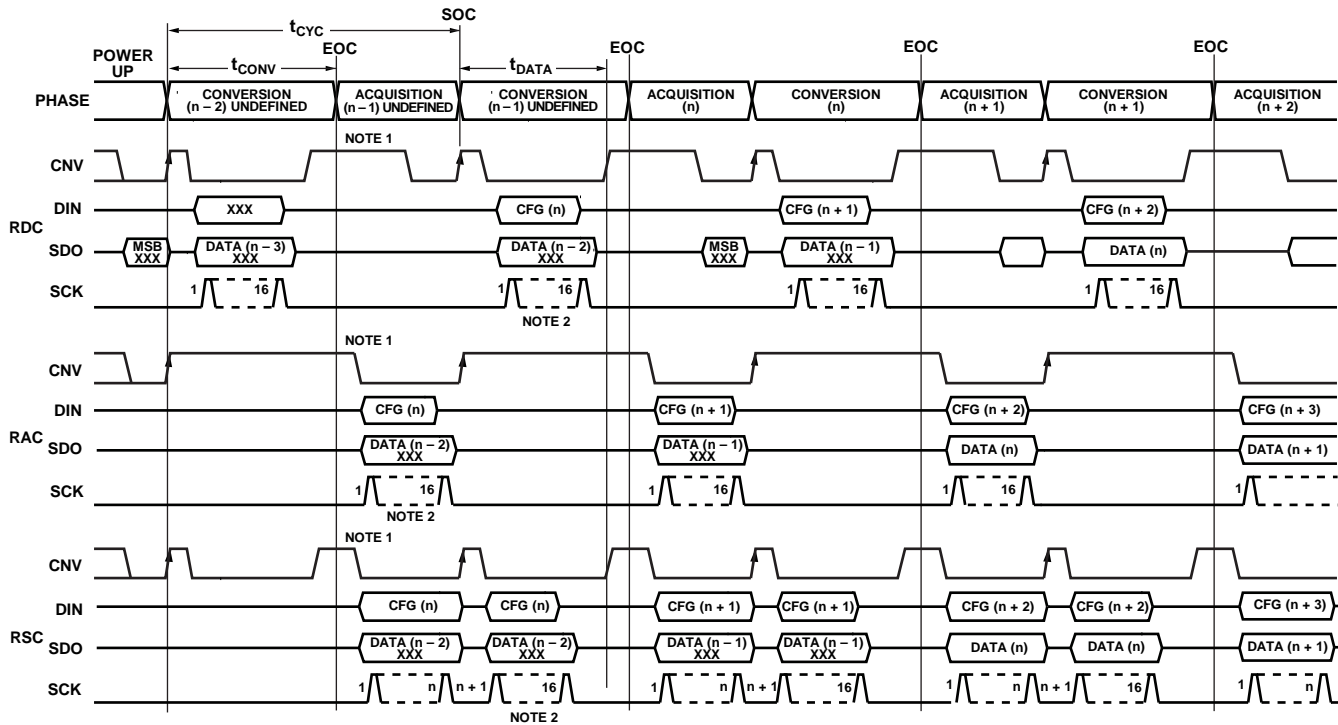 SOC
tCYC
POWER UP
EOC
EOC
EOC
EOC
tCONV
tDATA
PHASE
CONVERSION (n – 2) UNDEFINED
ACQUISITION (n – 1) UNDEFINED
CONVERSION (n – 1) UNDEFINED
ACQUISITION (n)
CONVERSION (n)
ACQUISITION (n + 1)
CONVERSION (n + 1)
ACQUISITION (n + 2)
NOTE 1
CNV
RDC
DIN
XXX
CFG (n)
CFG (n + 1)
CFG (n + 2)
SDO
MSB XXX
DATA (n – 3) XXX
DATA (n – 2) XXX
MSB XXX
DATA (n – 1) XXX
DATA (n)
SCK
1 16
1 16
1 16
1 16
NOTE 2
NOTE 1
CNV
RAC
DIN
CFG (n)
CFG (n + 1)
CFG (n + 2)
CFG (n + 3)
SDO
DATA (n – 2) XXX
DATA (n – 1) XXX
DATA (n)
DATA (n + 1)
SCK
1 16
1 16
1 16
1
NOTE 2
NOTE 1
CNV
RSC
DIN
CFG (n)
CFG (n)
CFG (n + 1)
CFG (n + 1)
CFG (n + 2)
CFG (n + 2)
CFG (n + 3)
SDO
DATA (n – 2) XXX
DATA (n – 2) XXX
DATA (n – 1) XXX
DATA (n – 1) XXX
DATA (n)
DATA (n)
DATA (n + 1)
SCK
1 n n + 1 16
1 n n + 1 16
1 n n + 1 16
1 n
NOTE 2